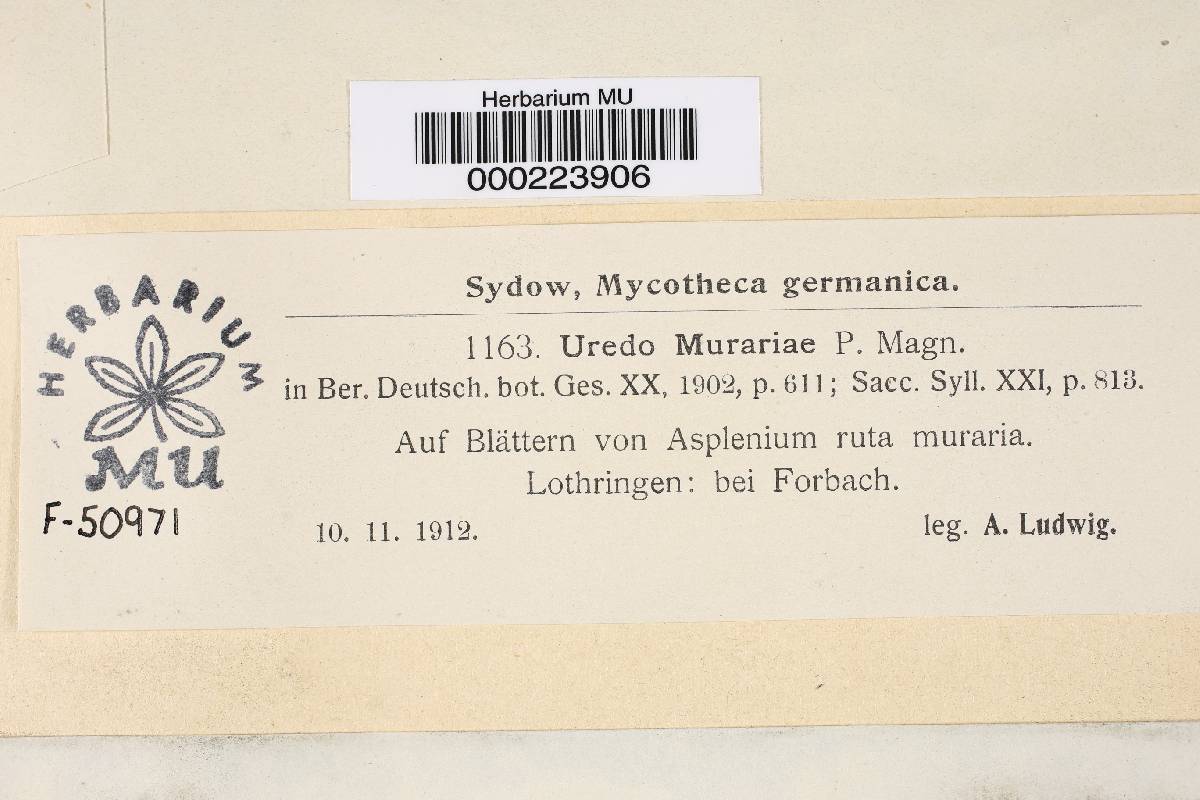 Herbarium MU
000223906
Sydow, Mycotheca germanica.
1163. Uredo Murariae P. Magn.
in Ber. Deutsch. bot. Ges. XX, 1902, p. 611; Sacc. Syll. XXI, p. 813.
Auf Blättern von Asplenium ruta muraria.
Lothringen: bei Forbach.
10. 11. 1912.
leg. A. Ludwig.
HERBARIUM
MU
F-50971